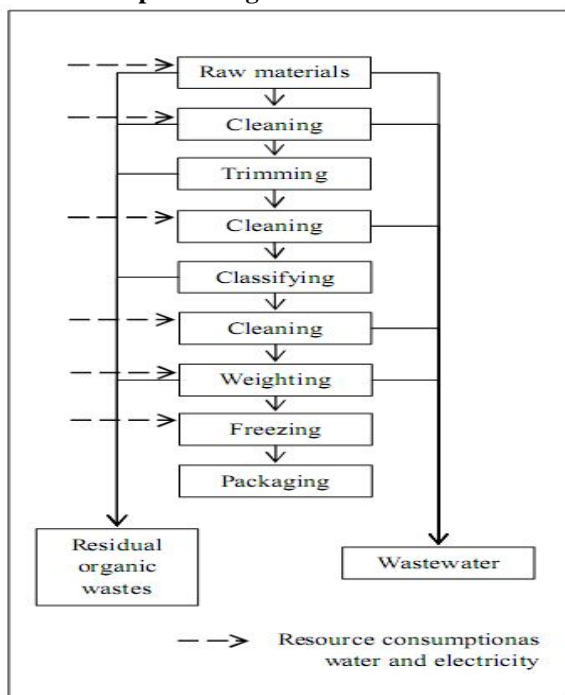 Raw materials
Cleaning
Trimming
Cleaning
Classifying
Cleaning
Weighting
Freezing
Packaging
Residual
organic
wastes
Wastewater
Resource consumptionas
water and electricity